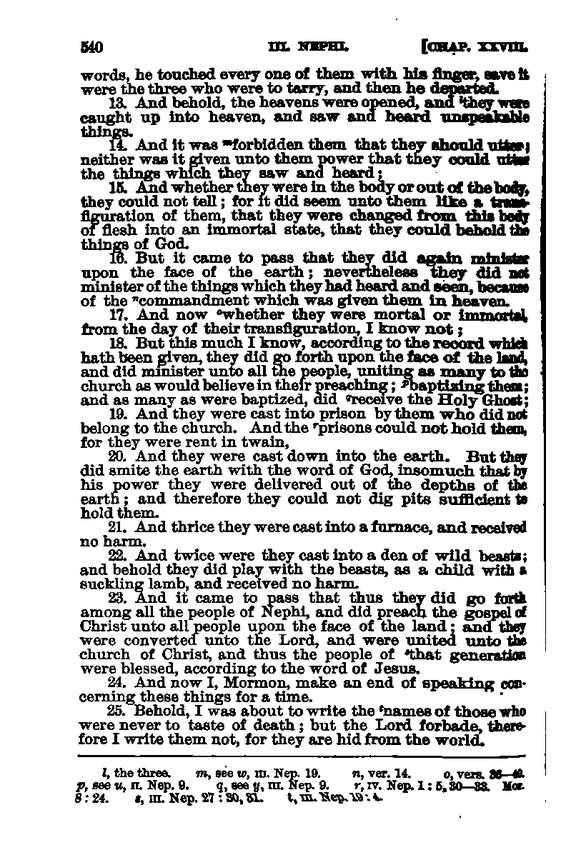 540 III. NEPHI. [CHAP. XXVIII.
words, he touched every one of them with his finger, save it
were the three who were to tarry, and then he departed.
13. And behold, the heavens were opened, and ˡthey were
caught up into heaven, and saw and heard unspeakable
things.
14. And it was ᵐforbidden them that they should utter;
neither was it given unto them power that they could utter
the things which they saw and heard;
15. And whether they were in the body or out of the body,
they could not tell; for it did seem unto them like a trans-
figuration of them, that they were changed from this body
of flesh into an immortal state, that they could behold the
things of God.
16. But it came to pass that they did again minister
upon the face of the earth; nevertheless they did not
minister of the things which they had heard and seen, because
of the ⁿcommandment which was given them in heaven.
17. And now ᵒwhether they were mortal or immortal,
from the day of their transfiguration, I know not;
18. But this much I know, according to the record which
hath been given, they did go forth upon the face of the land,
and did minister unto all the people, uniting as many to the
church as would believe in their preaching; ᵖbaptizing them;
and as many as were baptized, did qreceive the Holy Ghost;
19. And they were cast into prison by them who did not
belong to the church. And the ʳprisons could not hold them,
for they were rent in twain,
20. And they were cast down into the earth. But they
did smite the earth with the word of God, insomuch that by
his power they were delivered out of the depths of the
earth; and therefore they could not dig pits sufficient to
hold them.
21. And thrice they were cast into a furnace, and received
no harm.
22. And twice were they cast into a den of wild beasts;
and behold they did play with the beasts, as a child with a
suckling lamb, and received no harm.
23. And it came to pass that thus they did go forth
among all the people of Nephi, and did preach the gospel of
Christ unto all people upon the face of the land; and they
were converted unto the Lord, and were united unto the
church of Christ, and thus the people of ˢthat generation
were blessed, according to the word of Jesus.
24. And now I, Mormon, make an end of speaking con-
cerning these things for a time.
25. Behold, I was about to write the ᵗnames of those who
were never to taste of death; but the Lord forbade, there-
fore I write them not, for they are hid from the world.
l, the three. m, see w, III. Nep. 19. n, ver. 14. o, vers. 36—40.
p, see u, II. Nep. 9. q, see y, III. Nep. 9. r, IV. Nep. 1: 5, 30—33. Mor.
8: 24. s, III. Nep. 27: 30, 31. t, III. Nep. 19: 4.